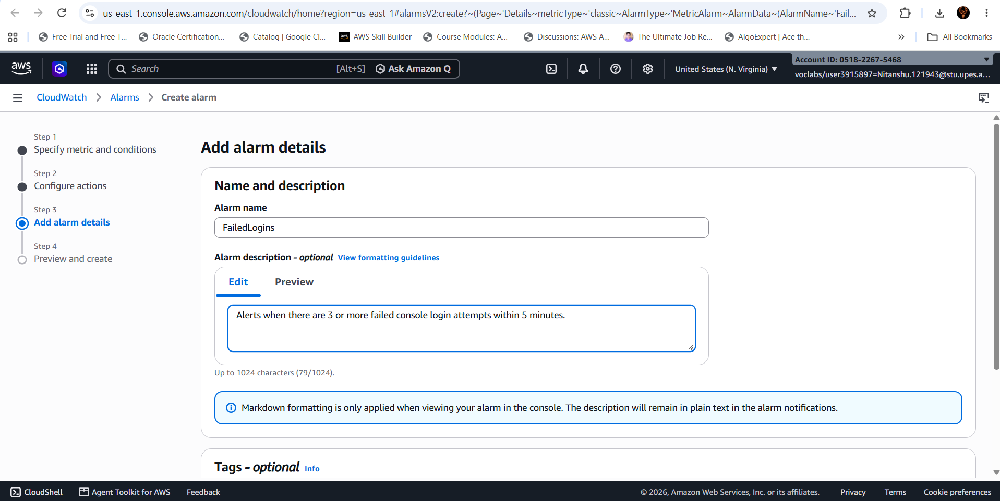 us-east-1.console.aws.amazon.com/cloudwatch/home?region=us-east-1#alarmsV2:create?~(Page~'Details~metricType~'classic~AlarmType~'MetricAlarm~AlarmData~(AlarmName~'Fail...
Free Trial and Free T...
Oracle Certification...
Catalog | Google Cl...
aws
AWS Skill Builder
Course Modules: A...
Discussions: AWS A...
The Ultimate Job Re...
AlgoExpert | Ace th...
All Bookmarks
aws
Search
[Alt+S]
Ask Amazon Q
United States (N. Virginia)
Account ID: 0518-2267-5468
voclabs/user3915897=Nitanshu.121943@stu.upes.a...
CloudWatch
Alarms
Create alarm
Step 1
Specify metric and conditions
Step 2
Configure actions
Step 3
Add alarm details
Step 4
Preview and create
Add alarm details
Name and description
Alarm name
FailedLogins
Alarm description - optional View formatting guidelines
Edit
Preview
Alerts when there are 3 or more failed console login attempts within 5 minutes.
Up to 1024 characters (79/1024).
Markdown formatting is only applied when viewing your alarm in the console. The description will remain in plain text in the alarm notifications.
Tags - optional Info
CloudShell
Agent Toolkit for AWS
Feedback
© 2026, Amazon Web Services, Inc. or its affiliates.
Privacy
Terms
Cookie preferences